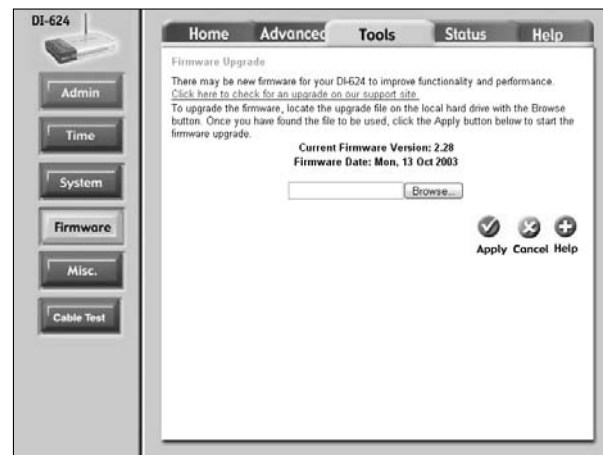 DI-624
Home Advanced Tools Status Help
Admin
Time
System
Firmware
Misc.
Cable Test
Firmware Upgrade
There may be new firmware for your DI-624 to improve functionality and performance.
Click here to check for an upgrade on our support site.
To upgrade the firmware, locate the upgrade file on the local hard drive with the Browse
button. Once you have found the file to be used, click the Apply button below to start the
firmware upgrade.
Current Firmware Version: 2.28
Firmware Date: Mon, 13 Oct 2003
Browse...
Apply Cancel Help